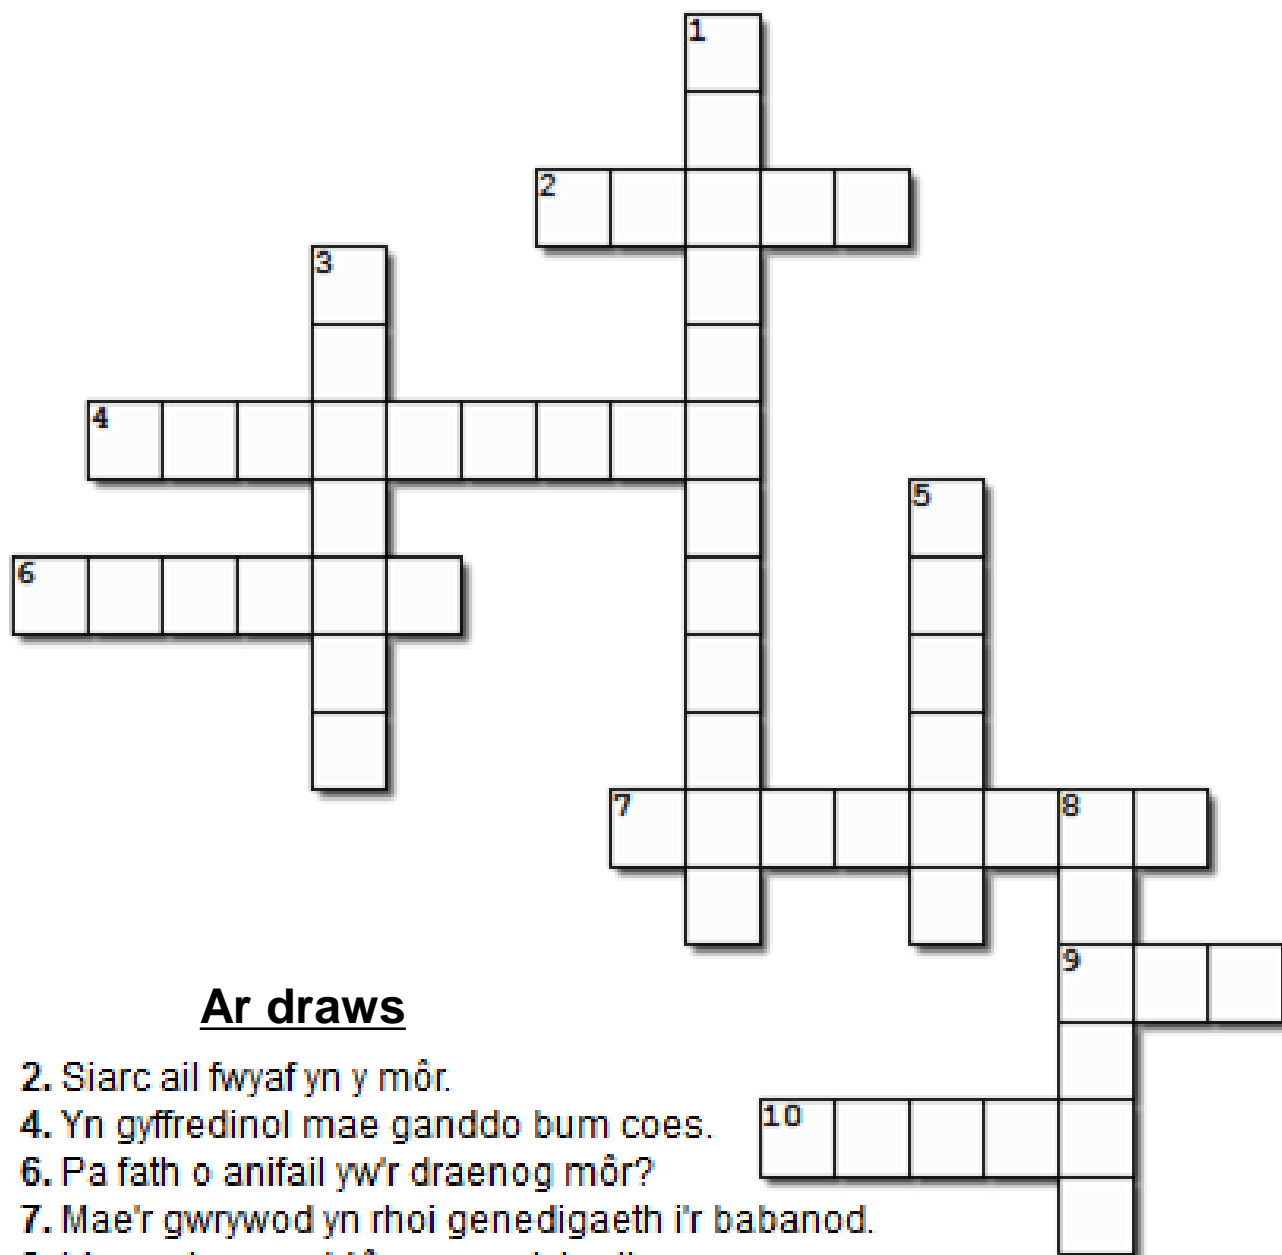 1
2
3
4
5
6
7
8
9
10
Ar draws
2. Siarc ail fwyaf yn y môr.
4. Yn gyffredinol mae ganddo bum coes.
6. Pa fath o anifail yw'r draenog môr?
7. Mae'r gwrywod yn rhoi genedigaeth i'r babanod.